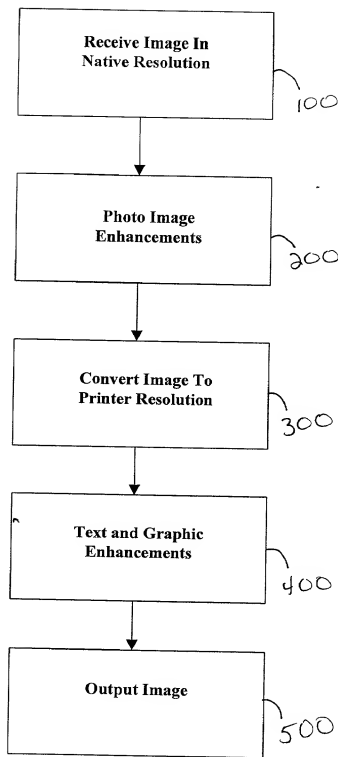 Receive Image In
Native Resolution
100
Photo Image
Enhancements
200
Convert Image To
Printer Resolution
300
Text and Graphic
Enhancements
400
Output Image
500